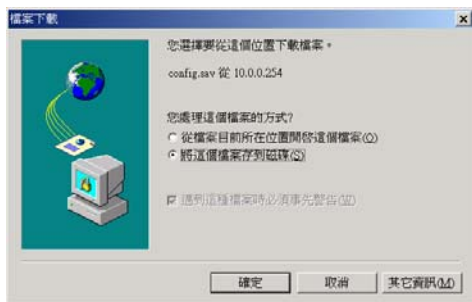 檔案下載
您選擇要從這個位置下載檔案。
config.sav 從 10.0.0.254
您處理這個檔案的方式?
從檔案目前所在位置開啟這個檔案(O)
將這個檔案存到磁碟(S)
遇到這種檔案時必須事先警告(W)
確定
取消
其它資訊(M)